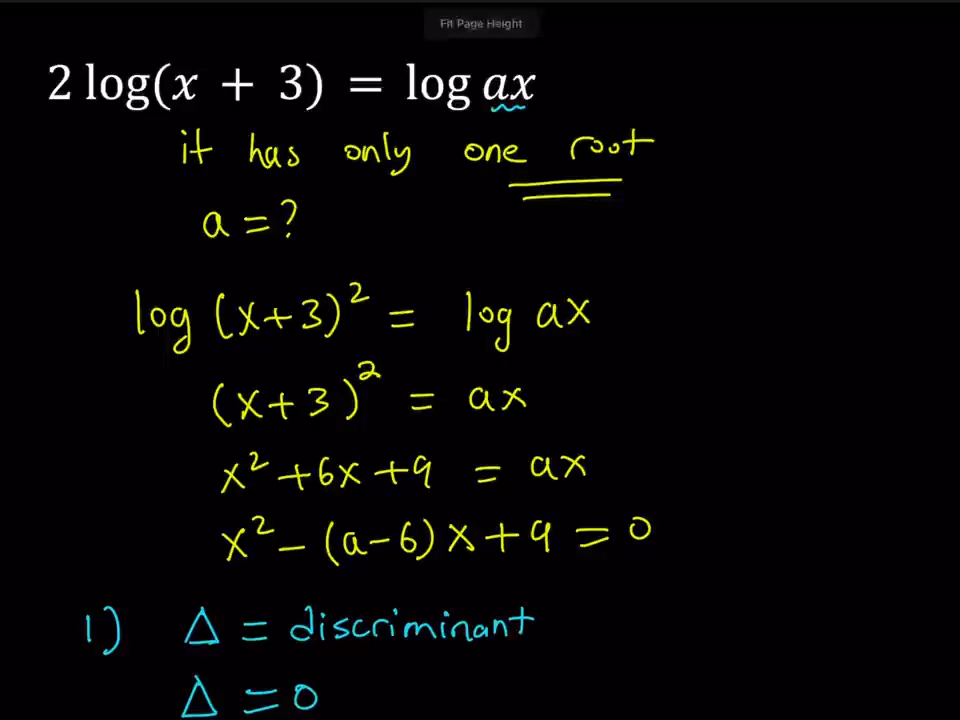 Fit Page Height
2 log(x + 3) = log ax
it has only one root
a = ?
log (x+3)² = log ax
(x+3)² = ax
x² + 6x + 9 = ax
x² - (a-6)x + 9 = 0
1) Δ = discriminant
Δ = 0